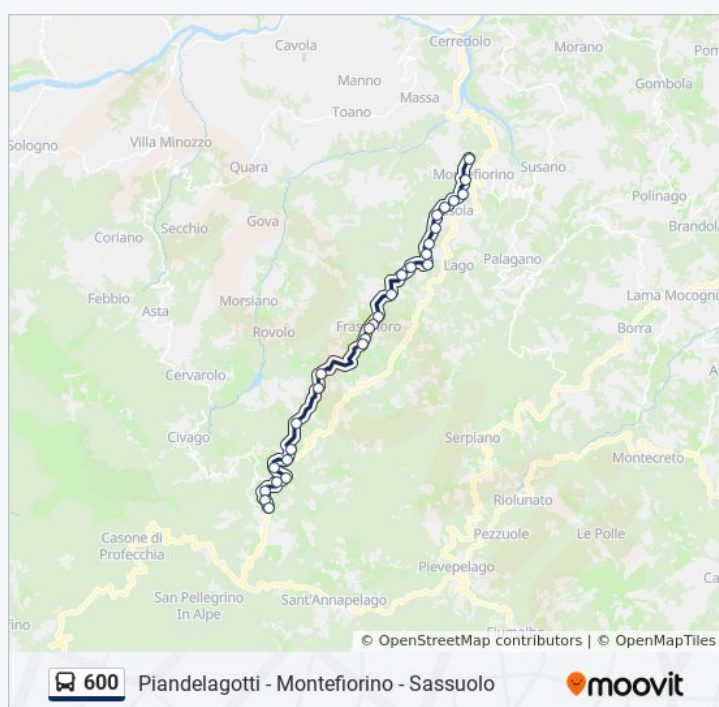 Cavola
Cerredolo
Morano
Pom
Manno
Gombola
Massa
Toano
Sologno
Villa Minozzo
Quara
Montefiorino
Susano
Polinago
Gova
Secchio
Brandola
Coriano
Palagano
Lago
Febbio
Morsiano
Asta
Lama Mocogno
Rovolo
Frassinoro
Borra
Cervarolo
Civago
Serpiano
Montecreto
Riolunato
Casone di
Profecchia
Pezzuole
Le Polle
Pievepelago
San Pellegrino
In Alpe
Sant'Annapelago
© OpenStreetMap contributors | © OpenMapTiles
600 Piandelagotti - Montefiorino - Sassuolo
moovit